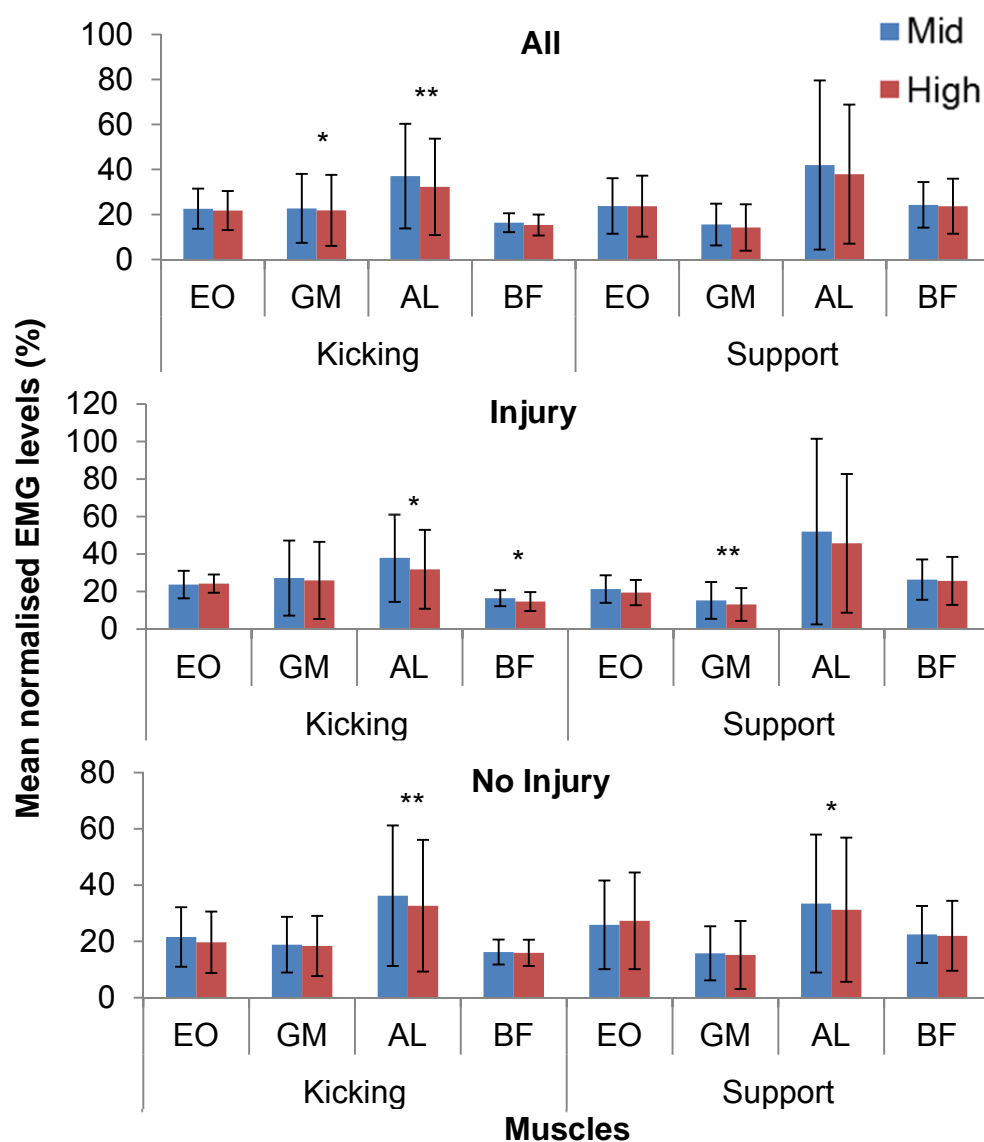 Mean normalised EMG levels (%)
All
Mid
High
100
80
60
40
20
0
*
**
EO GM AL BF EO GM AL BF
Kicking Support
Injury
120
100
80
60
40
20
0
*
*
**
EO GM AL BF EO GM AL BF
Kicking Support
No Injury
80
60
40
20
0
**
*
EO GM AL BF EO GM AL BF
Kicking Support
Muscles